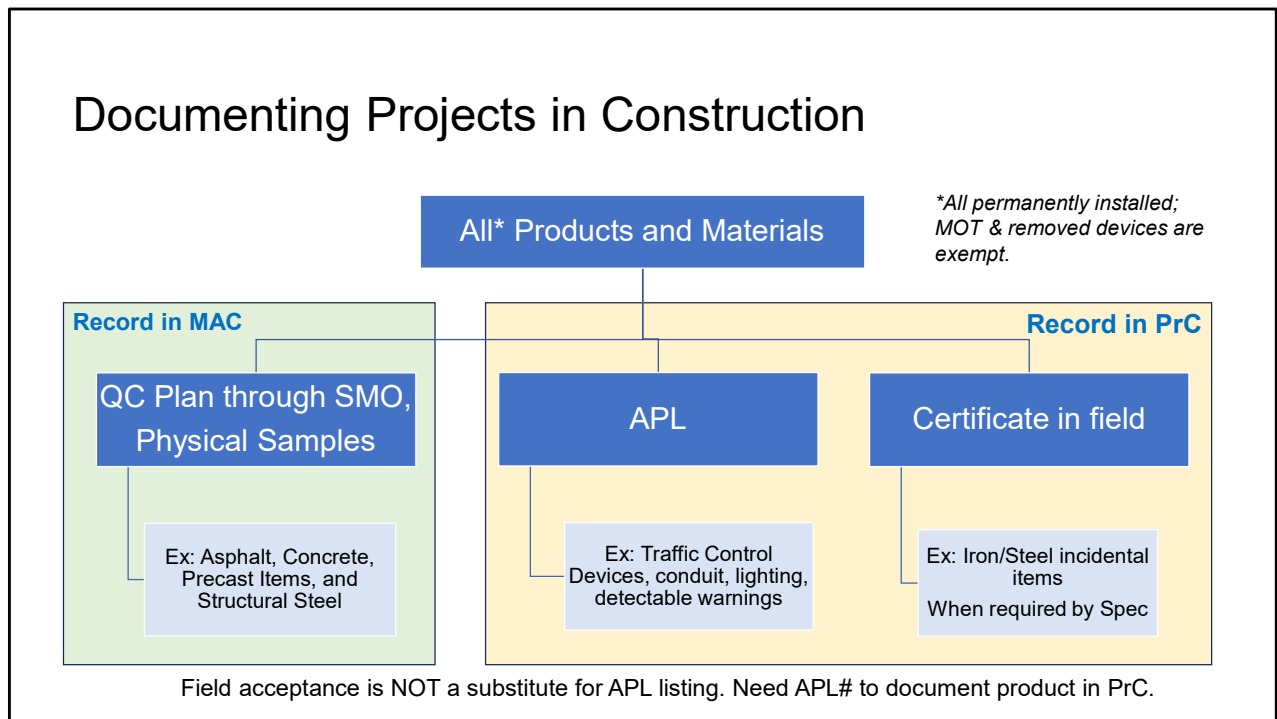 Documenting Projects in Construction
All* Products and Materials
*All permanently installed;
MOT & removed devices are
exempt.
Record in MAC
QC Plan through SMO,
Physical Samples
Ex: Asphalt, Concrete,
Precast Items, and
Structural Steel
Record in PrC
APL
Ex: Traffic Control
Devices, conduit, lighting,
detectable warnings
Certificate in field
Ex: Iron/Steel incidental
items
When required by Spec
Field acceptance is NOT a substitute for APL listing. Need APL# to document product in PrC.